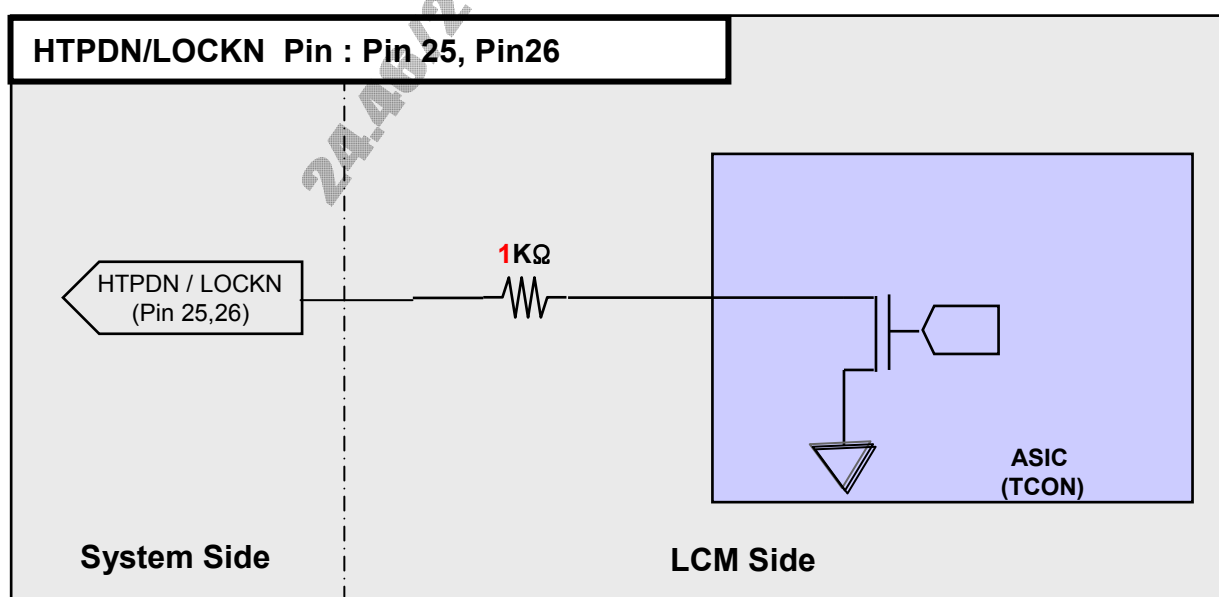 HTPDN/LOCKN Pin : Pin 25, Pin26
1KΩ
HTPDN / LOCKN
(Pin 25,26)
ASIC
(TCON)
System Side
LCM Side